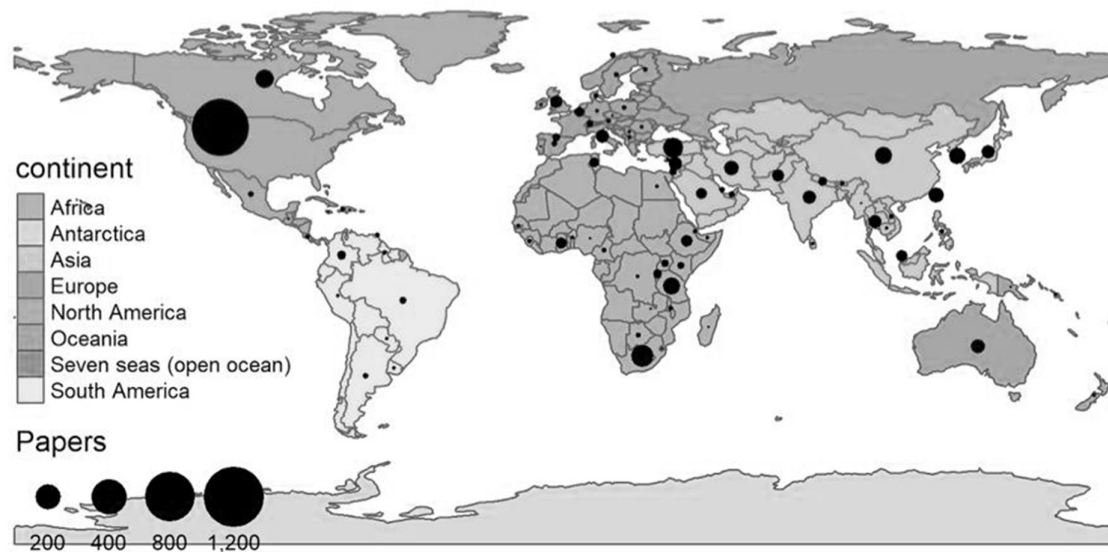 continent
Africa
Antarctica
Asia
Europe
North America
Oceania
Seven seas (open ocean)
South America
Papers
200 400 800 1,200